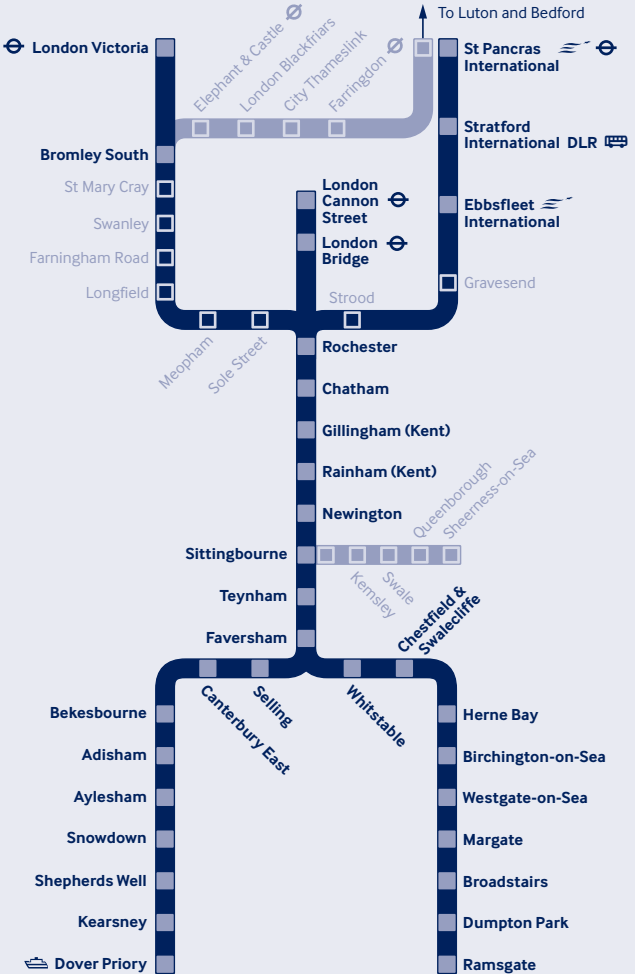 To Luton and Bedford
London Victoria
Elephant & Castle
London Blackfriars
City Thameslink
Farringdon
St Pancras
International
Stratford
International DLR
Bromley South
St Mary Cray
Swanley
Farningham Road
Longfield
London
Cannon
Street
London
Bridge
Ebbsfleet
International
Gravesend
Strood
Meopham
Sole Street
Rochester
Chatham
Gillingham (Kent)
Rainham (Kent)
Newington
Sittingbourne
Kemsley
Swale
Queenborough
Sheerness-on-Sea
Teynham
Faversham
Canterbury East
Selling
Whitstable
Chestfield &
Swalecliffe
Bekesbourne
Adisham
Aylesham
Snowdown
Shepherds Well
Kearsney
Dover Priory
Herne Bay
Birchington-on-Sea
Westgate-on-Sea
Margate
Broadstairs
Dumpton Park
Ramsgate